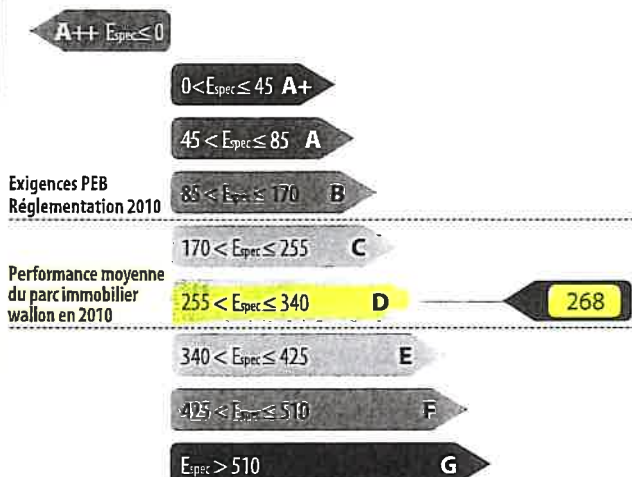 A++ Espec ≤ 0
0 < Espec ≤ 45 A+
45 < Espec ≤ 85 A
Exigences PEB
Réglementation 2010
85 < Espec ≤ 170 B
170 < Espec ≤ 255 C
Performance moyenne
du parc immobilier
wallon en 2010
255 < Espec ≤ 340 D
268
340 < Espec ≤ 425 E
425 < Espec ≤ 510 F
Espec > 510 G